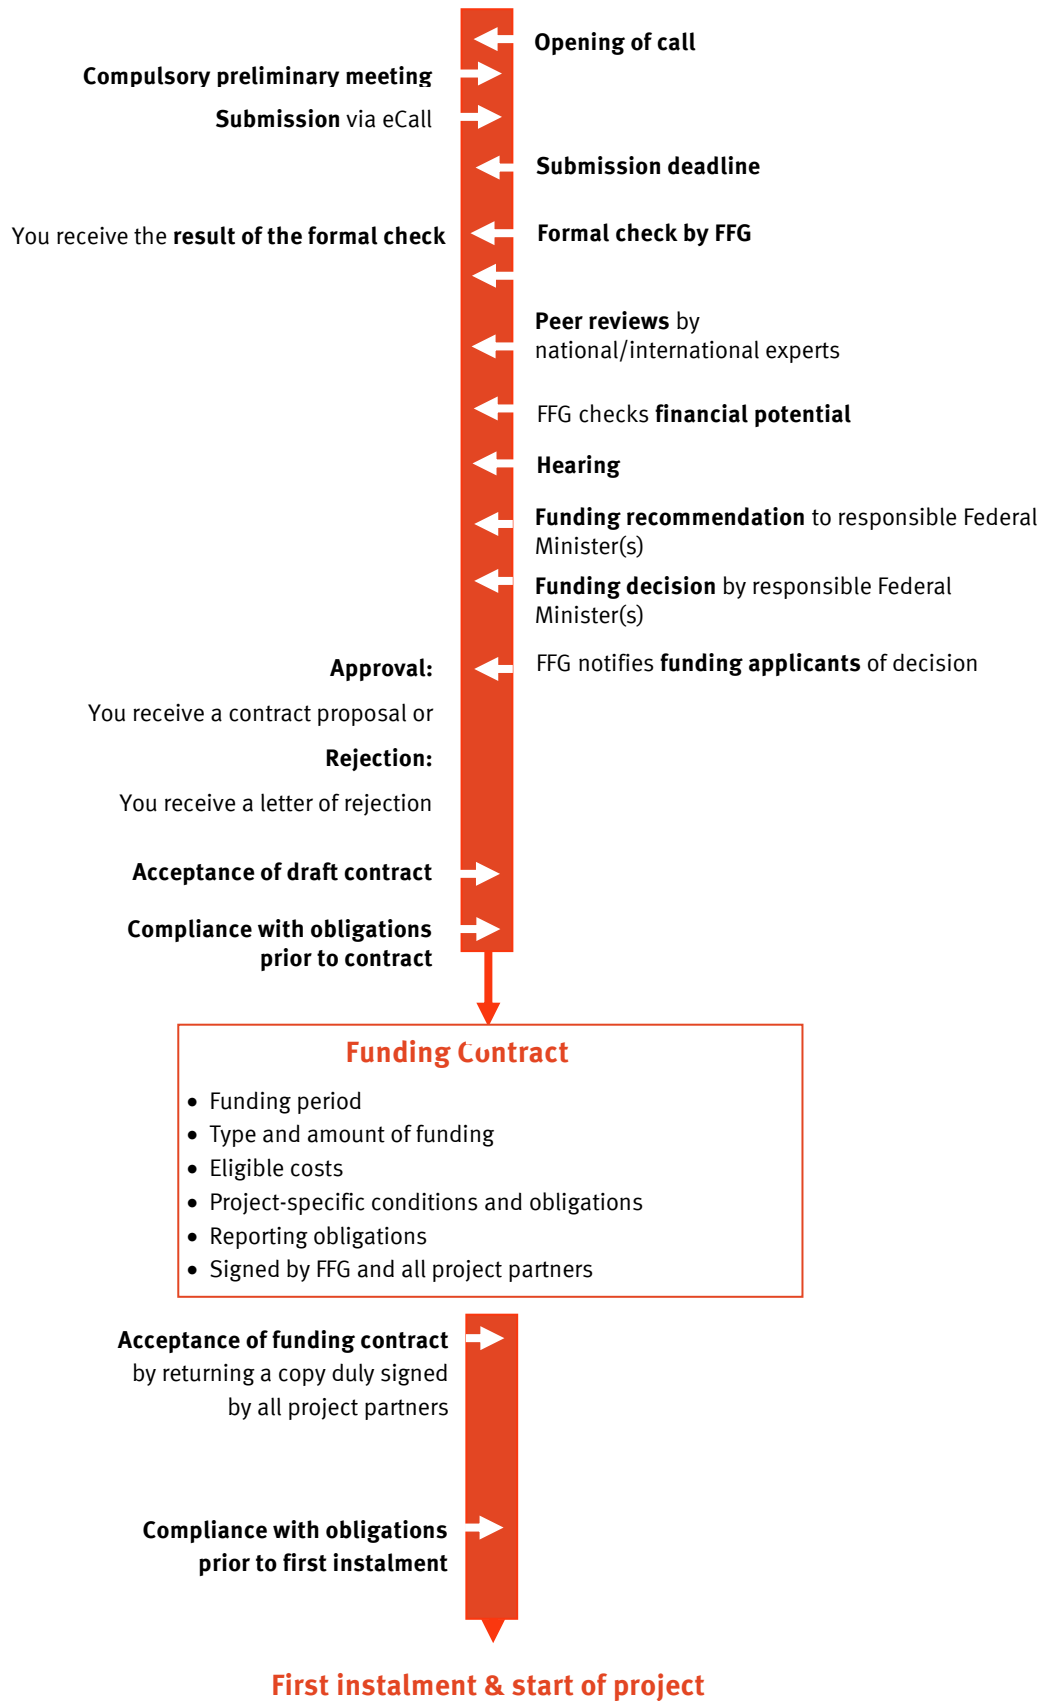 Opening of call
Compulsory preliminary meeting
Submission via eCall
Submission deadline
You receive the result of the formal check
Formal check by FFG
Peer reviews by
national/international experts
FFG checks financial potential
Hearing
Funding recommendation to responsible Federal
Minister(s)
Funding decision by responsible Federal
Minister(s)
FFG notifies funding applicants of decision
Approval:
You receive a contract proposal or
Rejection:
You receive a letter of rejection
Acceptance of draft contract
Compliance with obligations
prior to contract
Funding Contract
• Funding period
• Type and amount of funding
• Eligible costs
• Project-specific conditions and obligations
• Reporting obligations
• Signed by FFG and all project partners
Acceptance of funding contract
by returning a copy duly signed
by all project partners
Compliance with obligations
prior to first instalment
First instalment & start of project